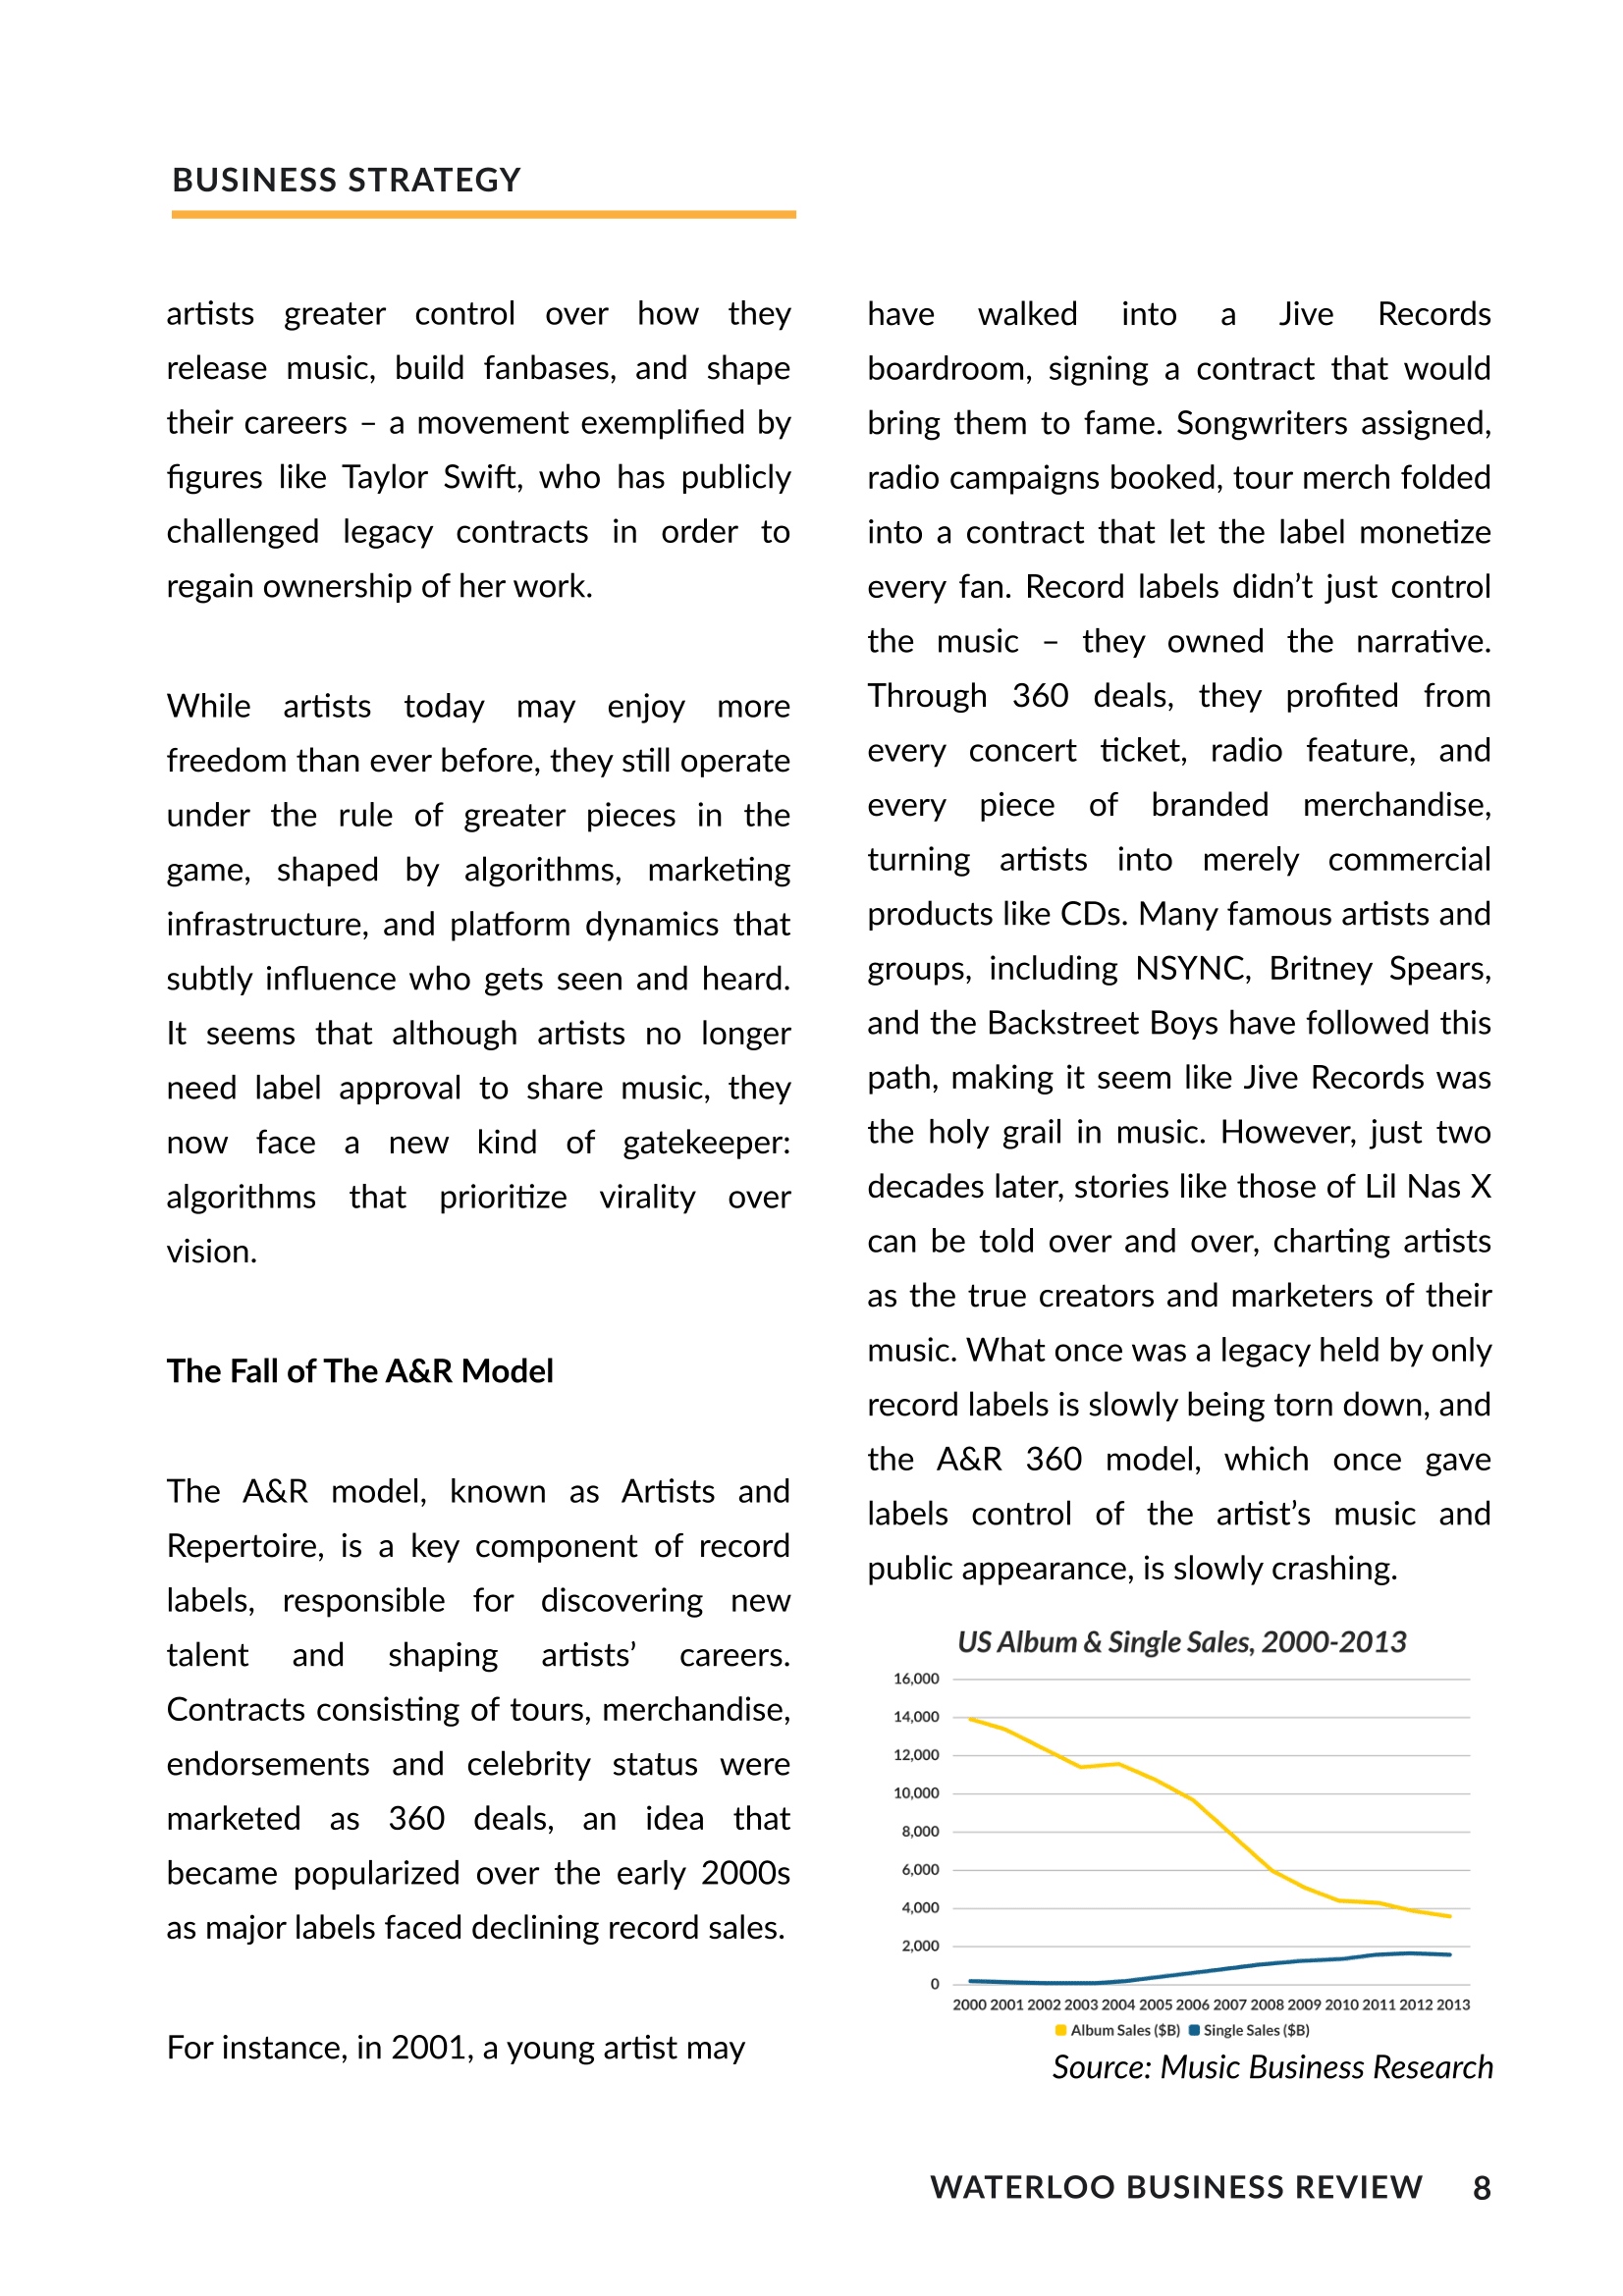 BUSINESS STRATEGY
artists greater control over how they
release music, build fanbases, and shape
their careers – a movement exemplified by
figures like Taylor Swift, who has publicly
challenged legacy contracts in order to
regain ownership of her work.
While artists today may enjoy more
freedom than ever before, they still operate
under the rule of greater pieces in the
game, shaped by algorithms, marketing
infrastructure, and platform dynamics that
subtly influence who gets seen and heard.
It seems that although artists no longer
need label approval to share music, they
now face a new kind of gatekeeper:
algorithms that prioritize virality over
vision.
The Fall of The A&R Model
The A&R model, known as Artists and
Repertoire, is a key component of record
labels, responsible for discovering new
talent and shaping artists’ careers.
Contracts consisting of tours, merchandise,
endorsements and celebrity status were
marketed as 360 deals, an idea that
became popularized over the early 2000s
as major labels faced declining record sales.
For instance, in 2001, a young artist may
have walked into a Jive Records
boardroom, signing a contract that would
bring them to fame. Songwriters assigned,
radio campaigns booked, tour merch folded
into a contract that let the label monetize
every fan. Record labels didn’t just control
the music – they owned the narrative.
Through 360 deals, they profited from
every concert ticket, radio feature, and
every piece of branded merchandise,
turning artists into merely commercial
products like CDs. Many famous artists and
groups, including NSYNC, Britney Spears,
and the Backstreet Boys have followed this
path, making it seem like Jive Records was
the holy grail in music. However, just two
decades later, stories like those of Lil Nas X
can be told over and over, charting artists
as the true creators and marketers of their
music. What once was a legacy held by only
record labels is slowly being torn down, and
the A&R 360 model, which once gave
labels control of the artist’s music and
public appearance, is slowly crashing.
US Album & Single Sales, 2000-2013
16,000
14,000
12,000
10,000
8,000
6,000
4,000
2,000
0
2000 2001 2002 2003 2004 2005 2006 2007 2008 2009 2010 2011 2012 2013
Album Sales ($B) Single Sales ($B)
Source: Music Business Research
WATERLOO BUSINESS REVIEW 8